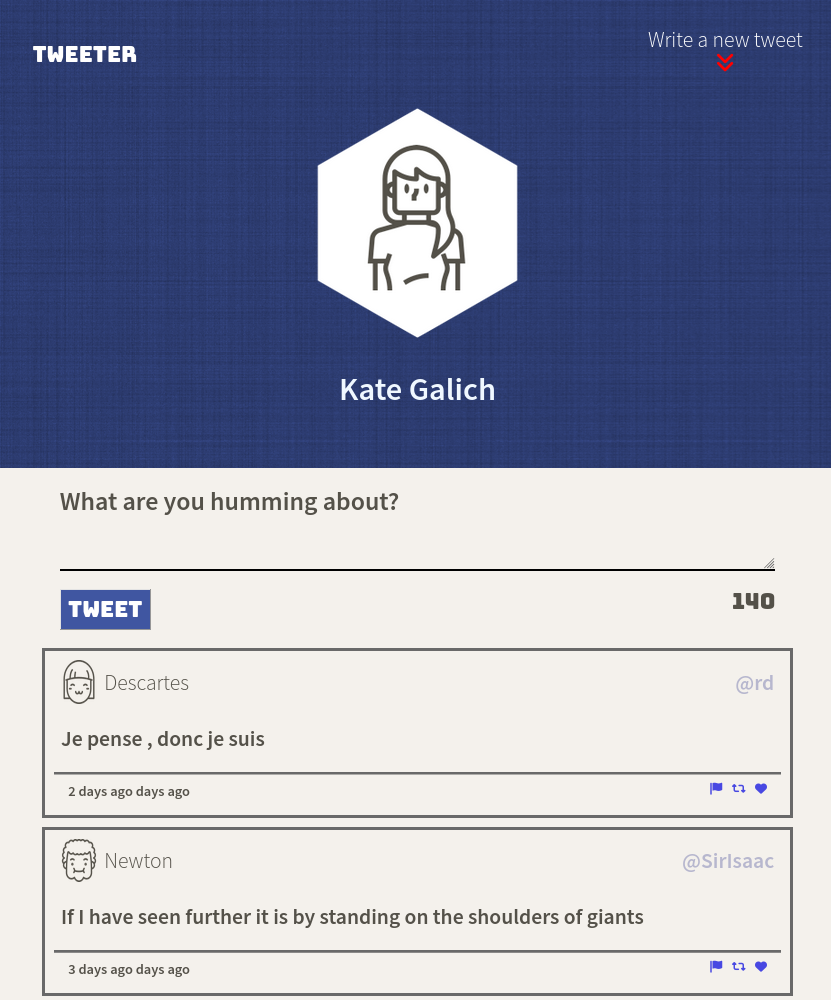 TWEETER
Write a new tweet
Kate Galich
What are you humming about?
TWEET
140
Descartes
@rd
Je pense , donc je suis
2 days ago days ago
Newton
@SirIsaac
If I have seen further it is by standing on the shoulders of giants
3 days ago days ago